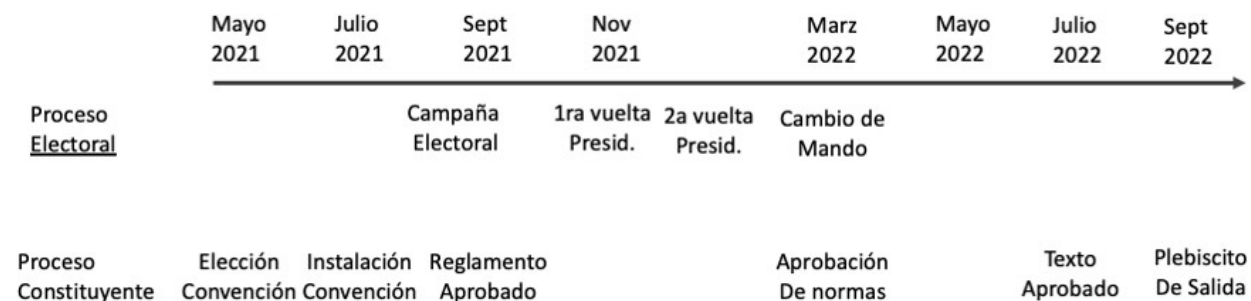 Mayo Julio Sept Nov Marz Mayo Julio Sept
2021 2021 2021 2021 2022 2022 2022 2022
Proceso Campaña 1ra vuelta 2a vuelta Cambio de
Electoral Electoral Presid. Presid. Mando
Proceso Elección Instalación Reglamento Aprobación Texto Plebiscito
Constituyente Convención Convención Aprobado De normas Aprobado De Salida